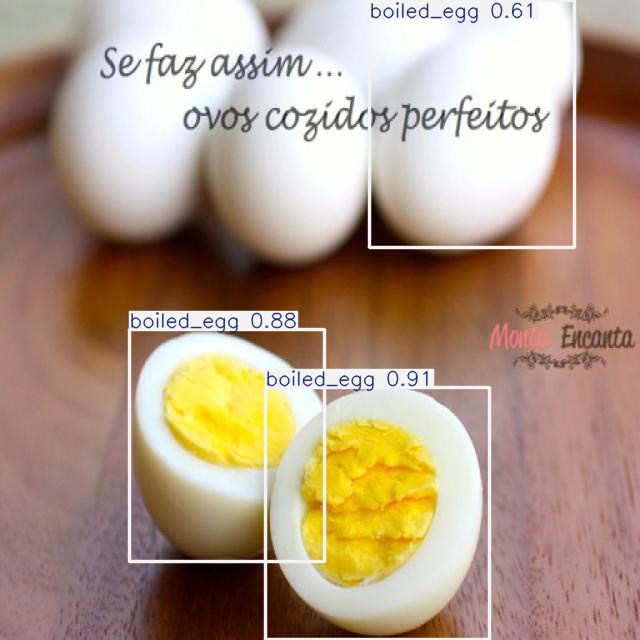 boiled_egg 0.61
Se faz assim...
ovos cozidos perfeitos
boiled_egg 0.88
Monta Encanta
boiled_egg 0.91